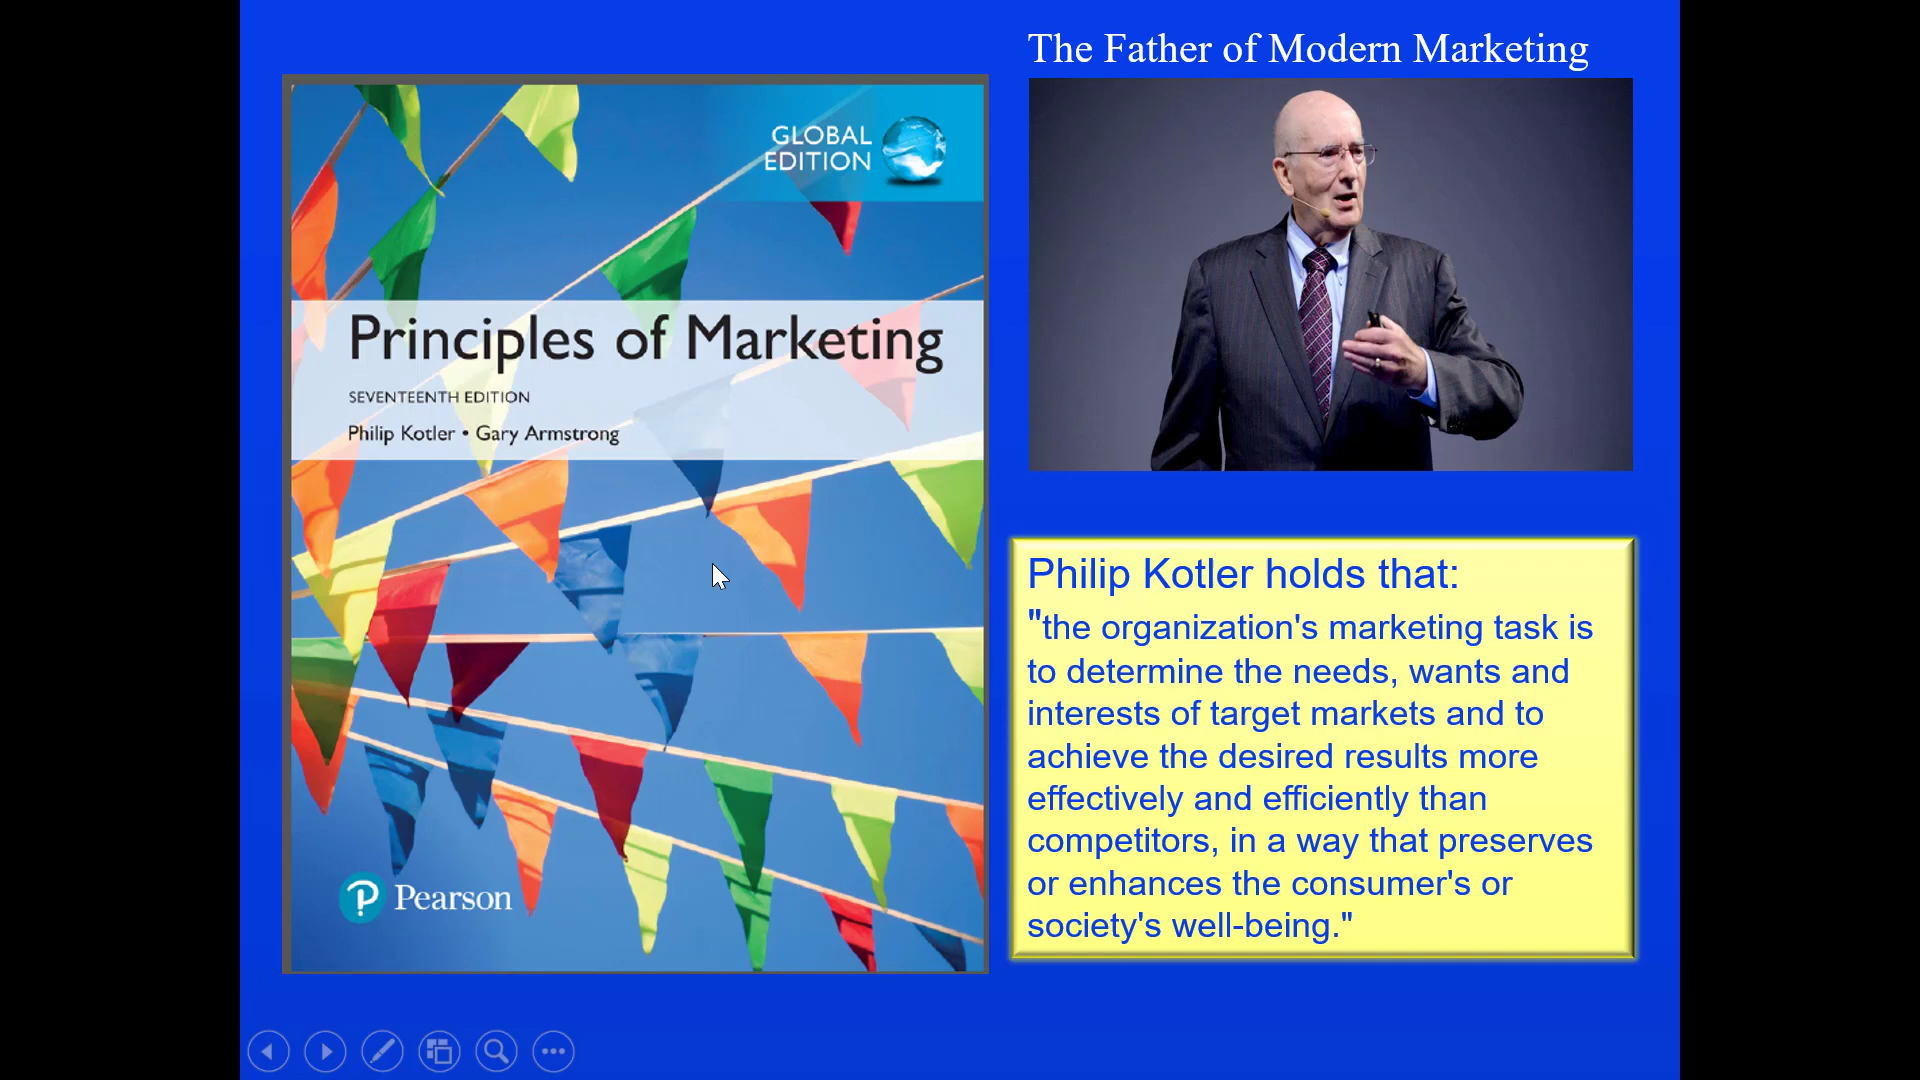 The Father of Modern Marketing
GLOBAL
EDITION
Principles of Marketing
SEVENTEENTH EDITION
Philip Kotler • Gary Armstrong
Pearson
Philip Kotler holds that:
"the organization's marketing task is
to determine the needs, wants and
interests of target markets and to
achieve the desired results more
effectively and efficiently than
competitors, in a way that preserves
or enhances the consumer's or
society's well-being."